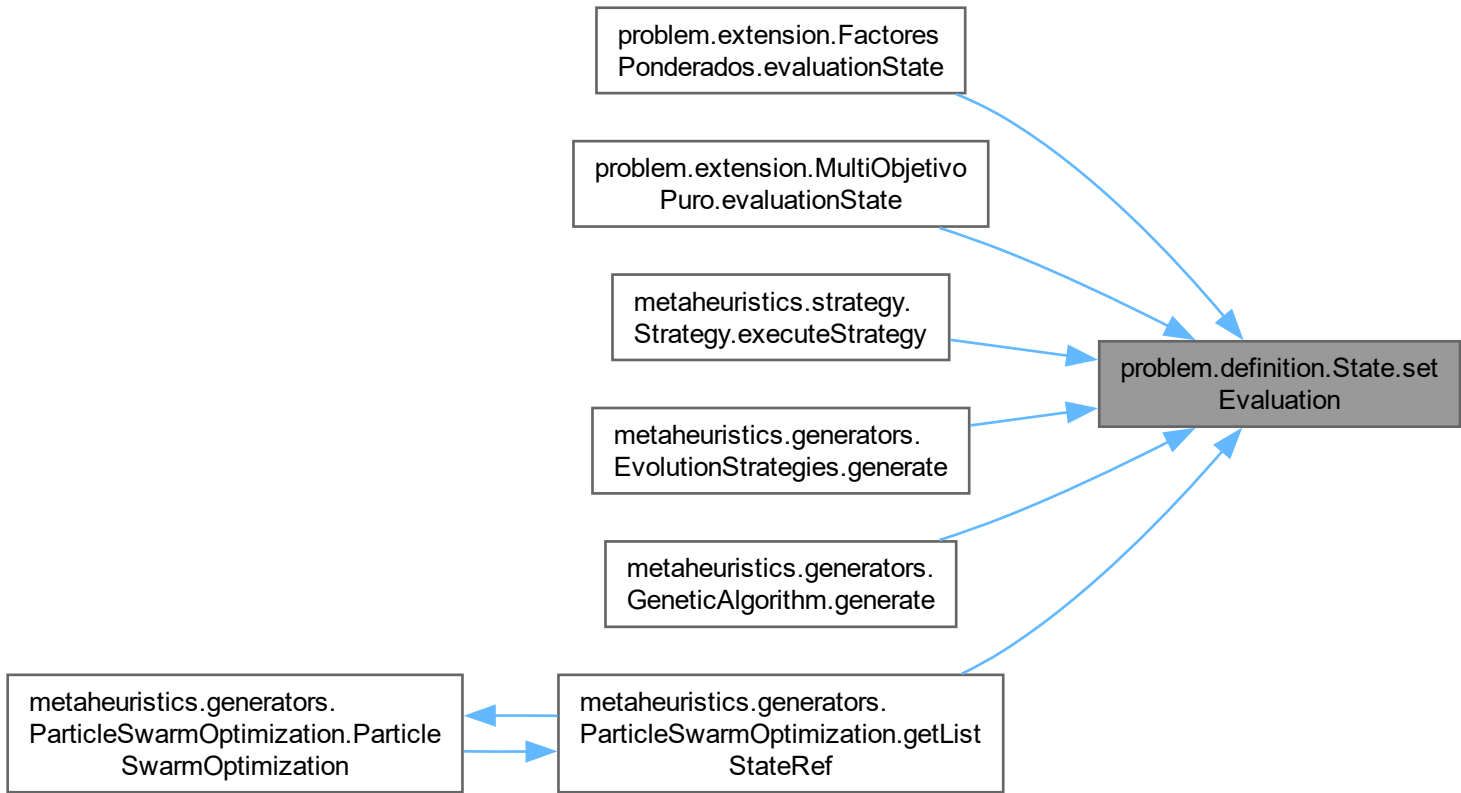 problem.extension.Factores
Ponderados.evaluationState
problem.extension.MultiObjetivo
Puro.evaluationState
metaheuristics.strategy.
Strategy.executeStrategy
problem.definition.State.set
Evaluation
metaheuristics.generators.
EvolutionStrategies.generate
metaheuristics.generators.
GeneticAlgorithm.generate
metaheuristics.generators.
ParticleSwarmOptimization.Particle
SwarmOptimization
metaheuristics.generators.
ParticleSwarmOptimization.getList
StateRef